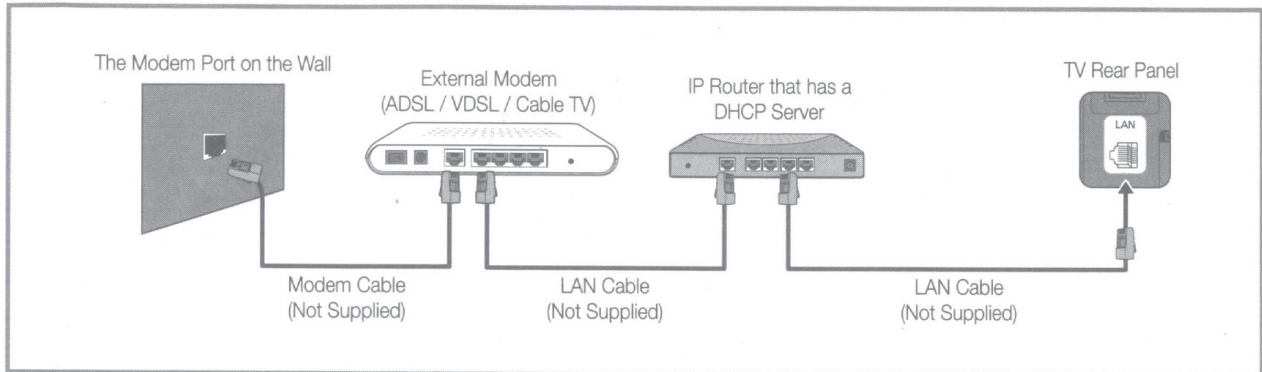 The Modem Port on the Wall
External Modem
(ADSL / VDSL / Cable TV)
IP Router that has a
DHCP Server
TV Rear Panel
LAN
Modem Cable
(Not Supplied)
LAN Cable
(Not Supplied)
LAN Cable
(Not Supplied)